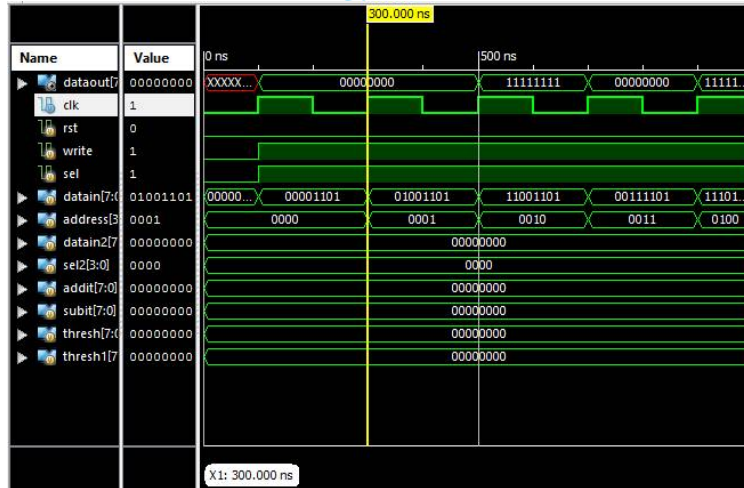 300.000 ns
Name Value 0 ns 500 ns
dataout[7 00000000 XXXXX... 00000000 11111111 00000000 11111...
clk 1
rst 0
write 1
sel 1
datain[7:( 01001101 00000... 00001101 01001101 11001101 00111101 11101...
address[3 0001 0000 0001 0010 0011 0100
datain2[7 00000000 00000000
sel2[3:0] 0000 0000
addit[7:0] 00000000 00000000
subit[7:0] 00000000 00000000
thresh[7:( 00000000 00000000
thresh1[7 00000000 00000000
X1: 300.000 ns